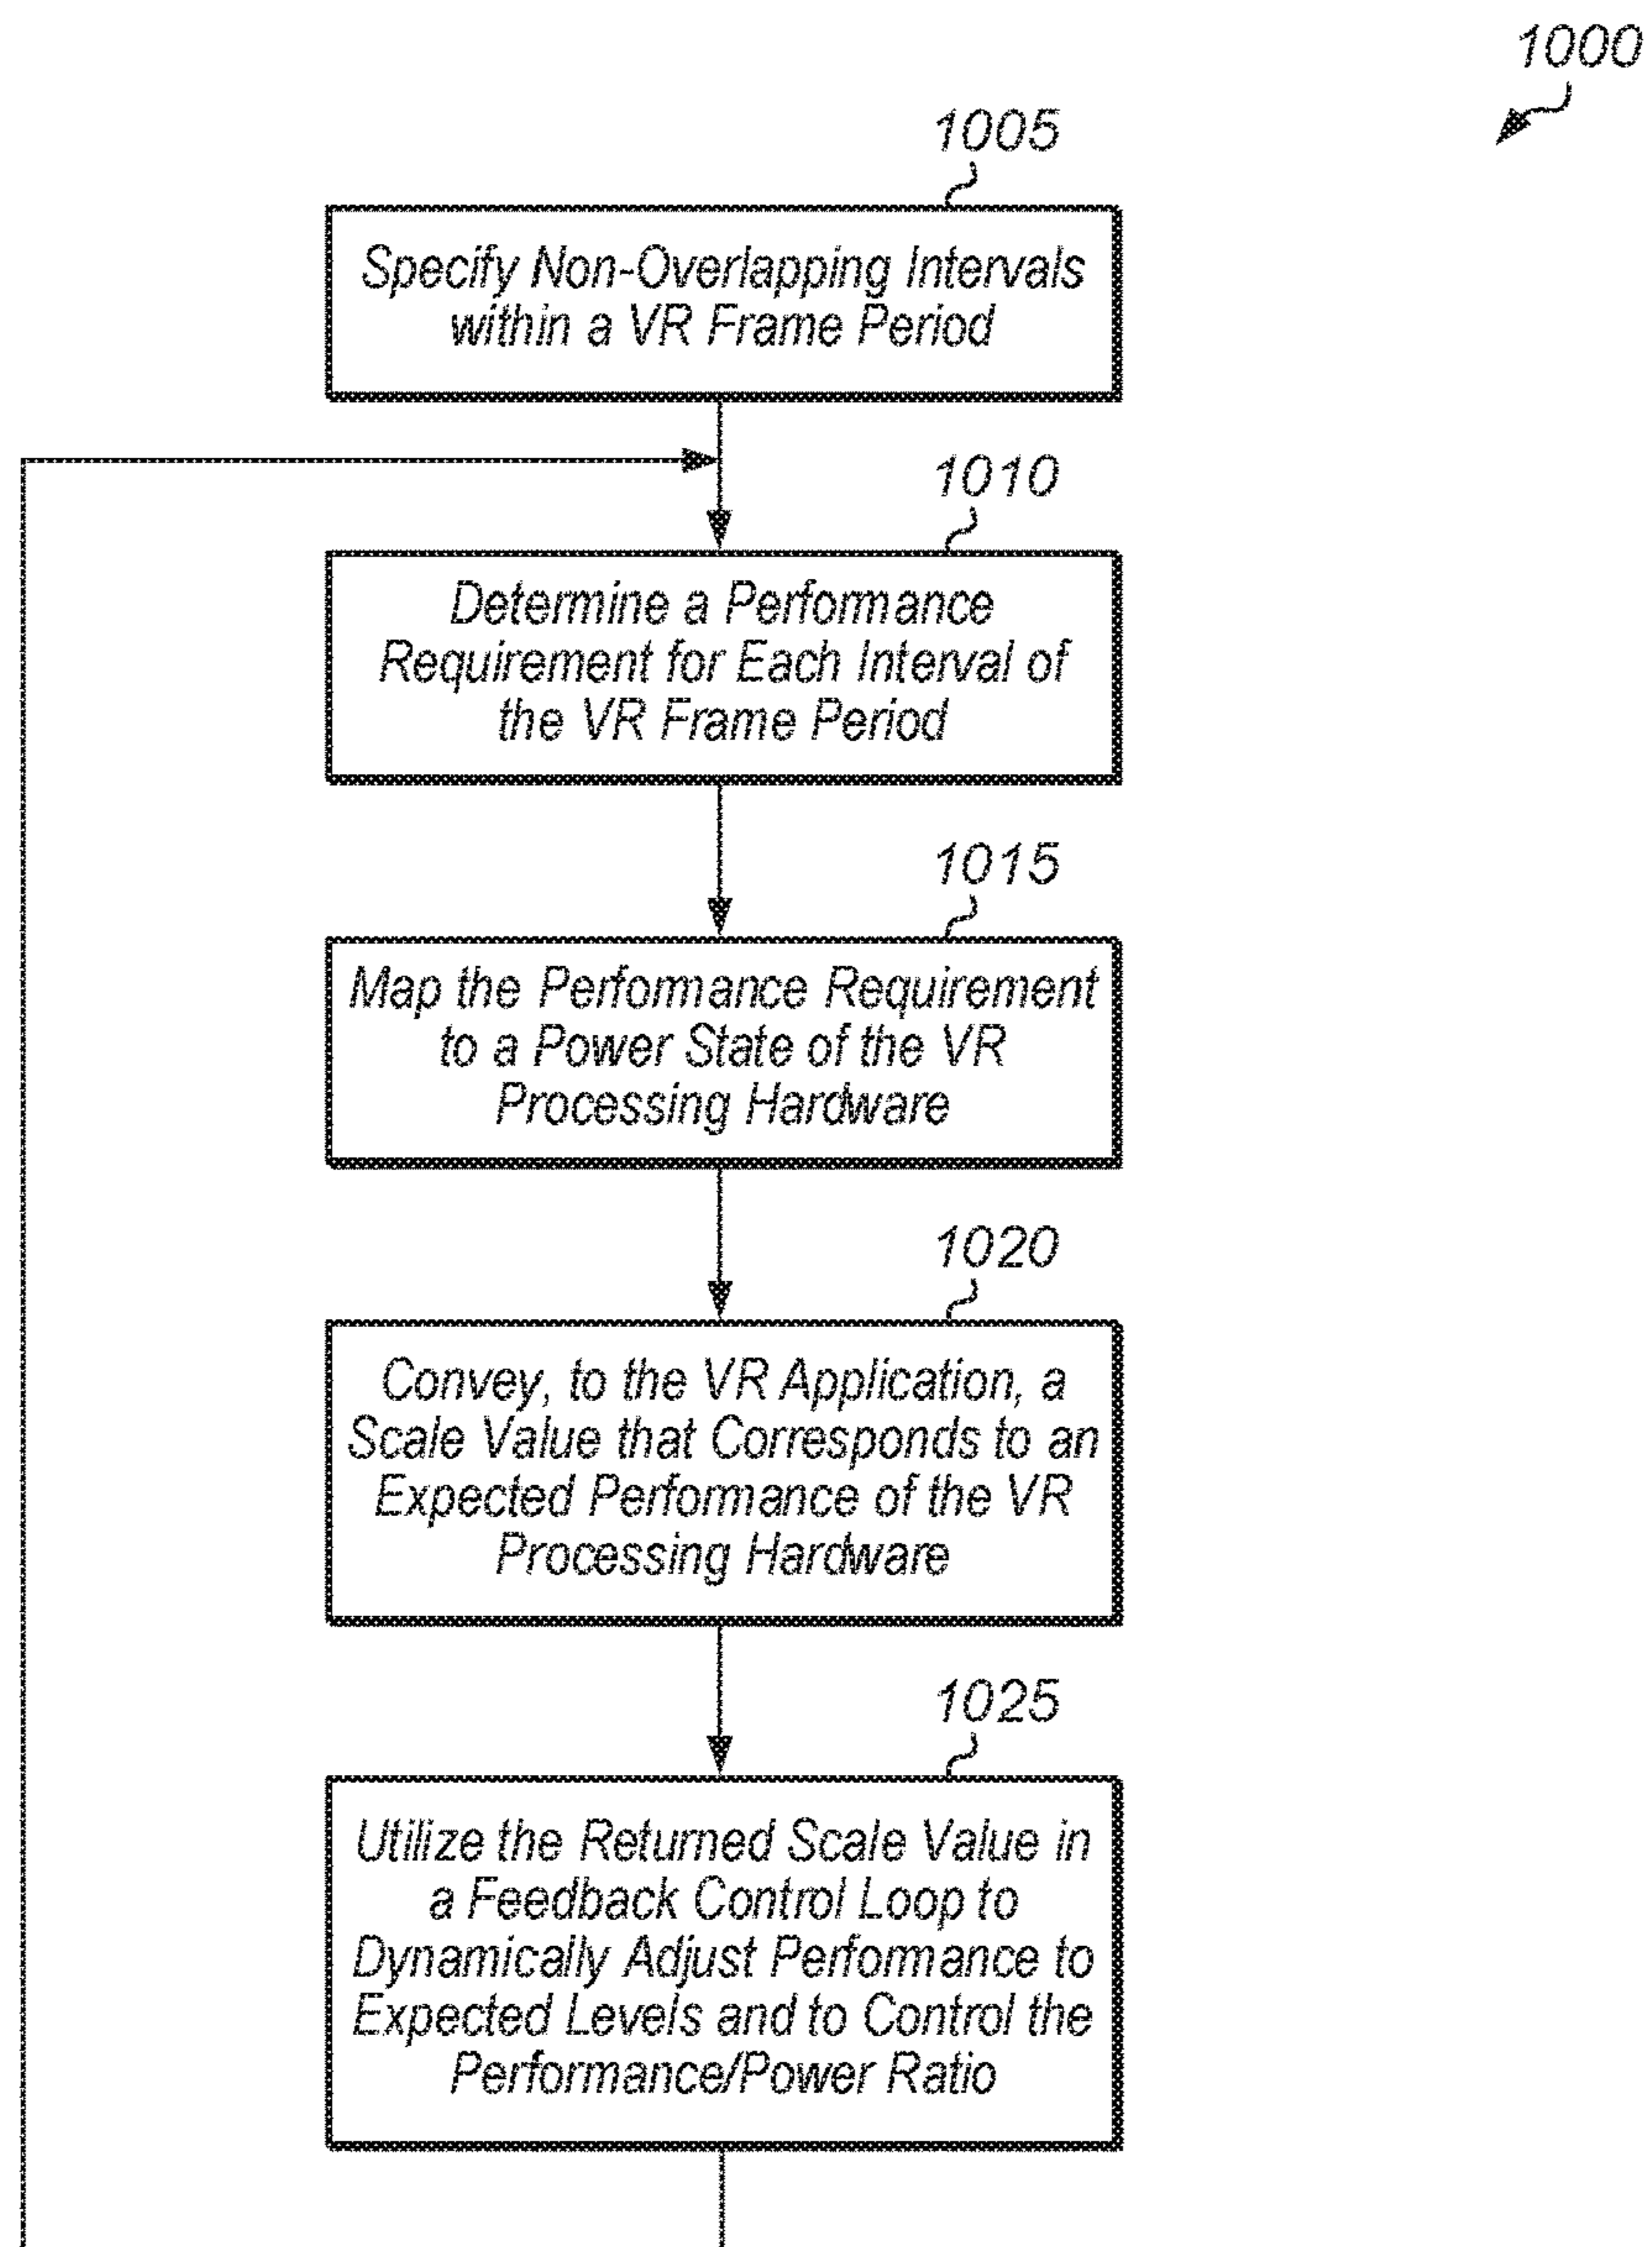 1000
1005
Specify Non-Overlapping Intervals
within a VR Frame Period
1010
Determine a Performance
Requirement for Each Interval of
the VR Frame Period
1015
Map the Performance Requirement
to a Power State of the VR
Processing Hardware
1020
Convey, to the VR Application, a
Scale Value that Corresponds to an
Expected Performance of the VR
Processing Hardware
1025
Utilize the Returned Scale Value in
a Feedback Control Loop to
Dynamically Adjust Performance to
Expected Levels and to Control the
Performance/Power Ratio